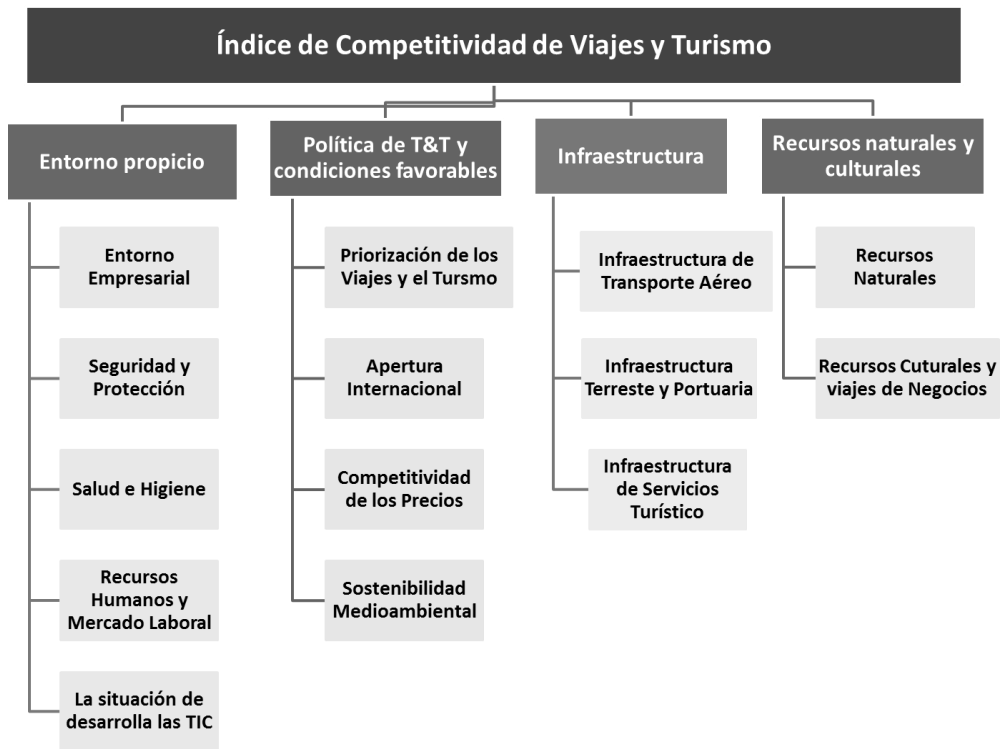 Índice de Competitividad de Viajes y Turismo
Entorno propicio
Entorno
Empresarial
Seguridad y
Protección
Salud e Higiene
Recursos
Humanos y
Mercado Laboral
La situación de
desarrolla las TIC
Política de T&T y
condiciones favorables
Priorización de los
Viajes y el Tursmo
Apertura
Internacional
Competitividad
de los Precios
Sostenibilidad
Medioambiental
Infraestructura
Infraestructura de
Transporte Aéreo
Infraestructura
Terreste y Portuaria
Infraestructura
de Servicios
Turístico
Recursos naturales y
culturales
Recursos
Naturales
Recursos Cuturales y
viajes de Negocios